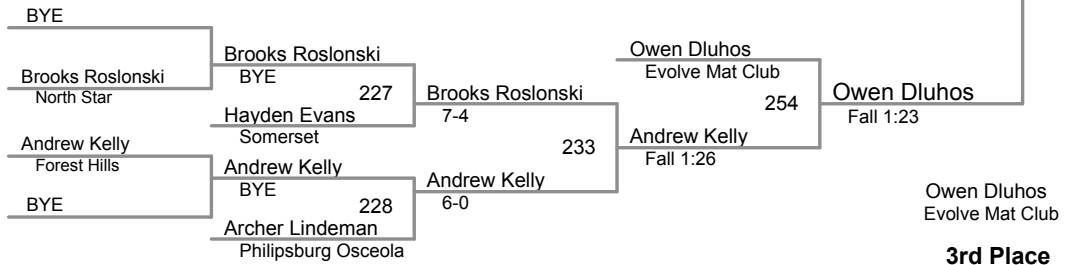 BYE
Brooks Roslonski
North Star
Andrew Kelly
Forest Hills
BYE
Brooks Roslonski
BYE
227
Hayden Evans
Somerset
Andrew Kelly
BYE
228
Archer Lindeman
Philipsburg Osceola
Brooks Roslonski
7-4
233
Andrew Kelly
6-0
Owen Dluhos
Evolve Mat Club
254
Andrew Kelly
Fall 1:26
Owen Dluhos
Fall 1:23
Owen Dluhos
Evolve Mat Club
3rd Place